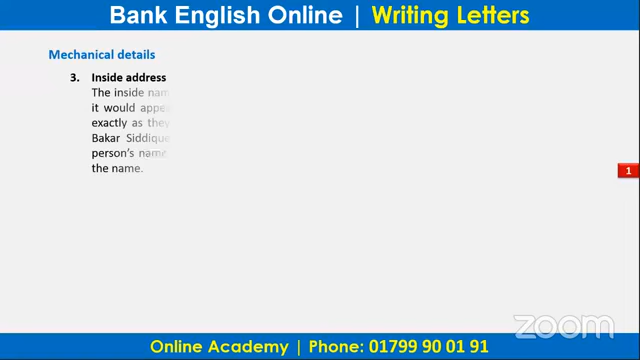 Bank English Online | Writing Letters
Mechanical details
3. Inside address
The inside nam
it would appea
exactly as they
Bakar Siddique
person's name
the name.
1
zoom
Online Academy | Phone: 01799 90 01 91